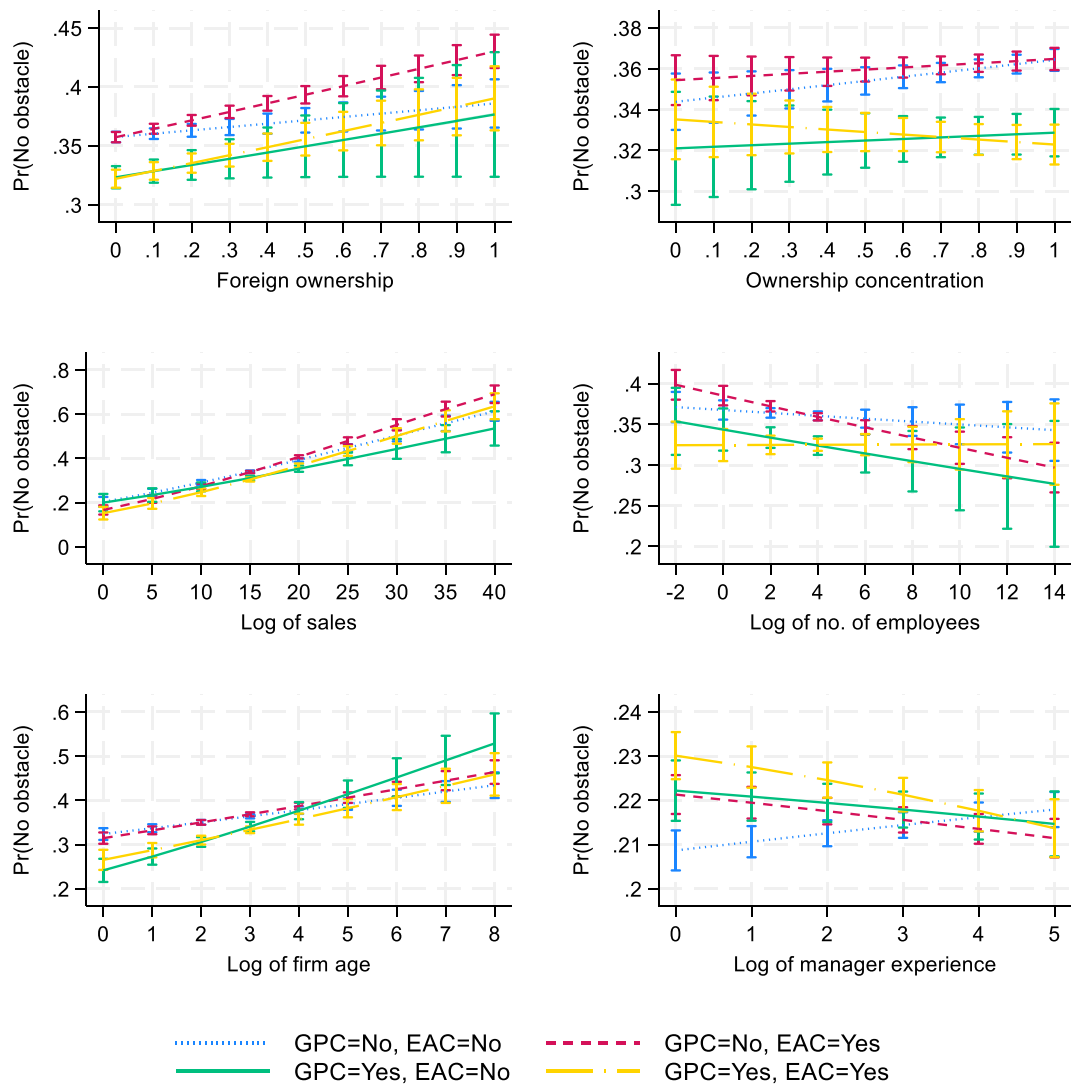 Pr(No obstacle)
.45
.4
.35
.3
0 .1 .2 .3 .4 .5 .6 .7 .8 .9 1
Foreign ownership
Pr(No obstacle)
.38
.36
.34
.32
.3
0 .1 .2 .3 .4 .5 .6 .7 .8 .9 1
Ownership concentration
Pr(No obstacle)
.8
.6
.4
.2
0
0 5 10 15 20 25 30 35 40
Log of sales
Pr(No obstacle)
.4
.35
.3
.25
.2
-2 0 2 4 6 8 10 12 14
Log of no. of employees
Pr(No obstacle)
.6
.5
.4
.3
.2
0 1 2 3 4 5 6 7 8
Log of firm age
Pr(No obstacle)
.24
.23
.22
.21
.2
0 1 2 3 4 5
Log of manager experience
GPC=No, EAC=No GPC=No, EAC=Yes
GPC=Yes, EAC=No GPC=Yes, EAC=Yes